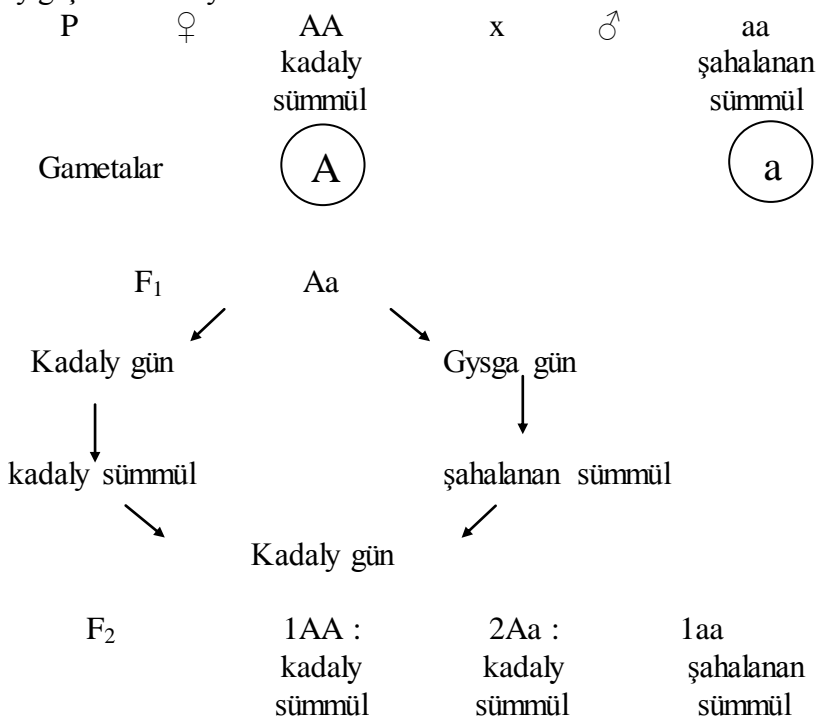 P ♀ AA x ♂ aa
kadaly şahalanan
sümmül sümmül
Gametalar A a
F₁ Aa
Kadaly gün Gysga gün
kadaly sümmül şahalanan sümmül
Kadaly gün
F₂ 1AA : 2Aa : 1aa
kadaly kadaly şahalanan
sümmül sümmül sümmül